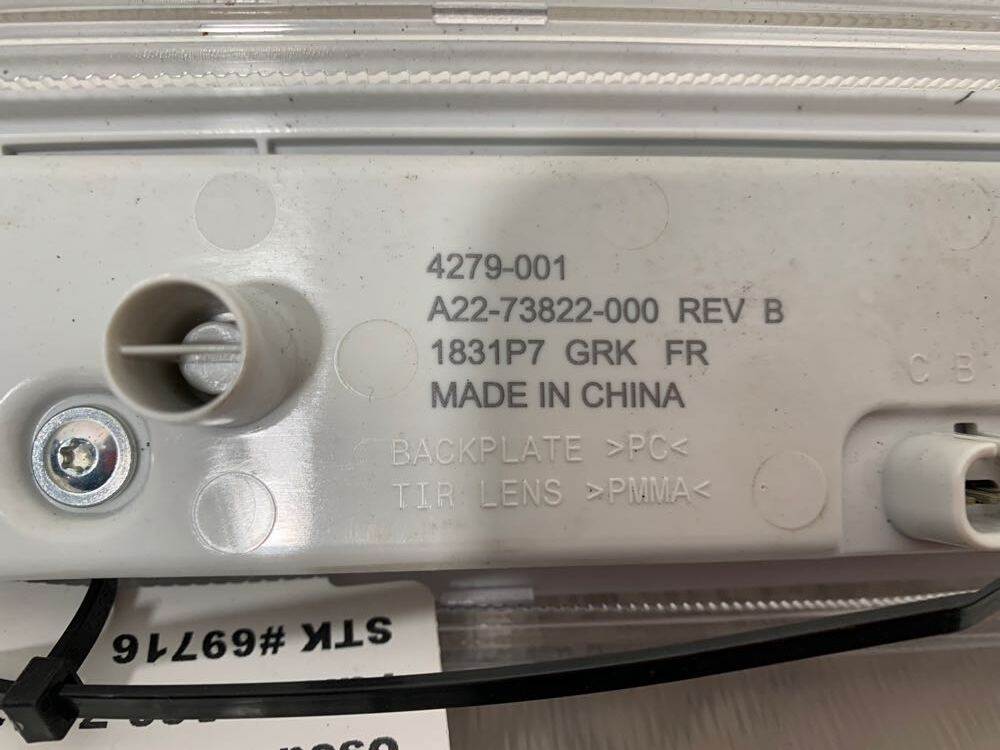 4279-001
A22-73822-000 REV B
1831P7 GRK FR
MADE IN CHINA
C B
BACKPLATE >PC<
TIR LENS >PMMA<
STK #69716